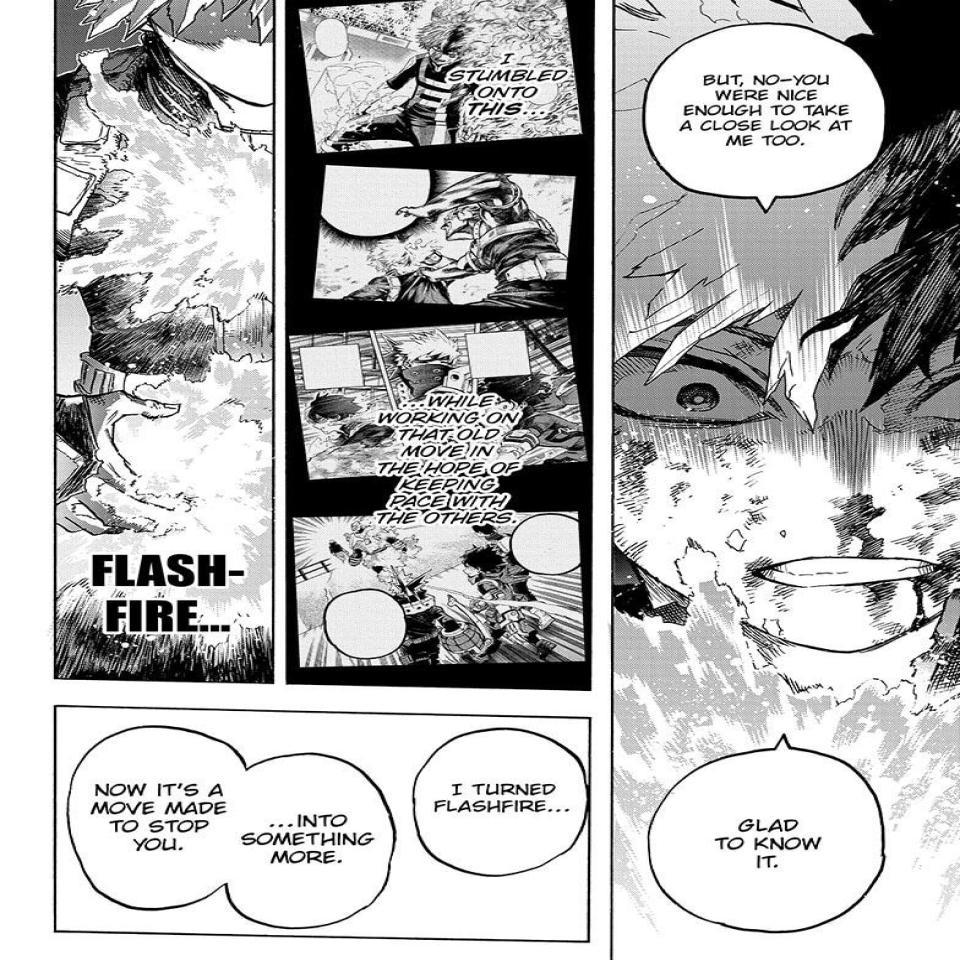 BUT, NO—YOU
WERE NICE
ENOUGH TO TAKE
A CLOSE LOOK AT
ME TOO.
GLAD
TO KNOW
IT.
I
STUMBLED
ONTO
THIS...
...WHILE
WORKING ON
THAT OLD
MOVE IN
THE HOPE OF
KEEPING
PACE WITH
THE OTHERS.
FLASH-
FIRE...
I TURNED
FLASHFIRE...
...INTO
SOMETHING
MORE.
NOW IT'S A
MOVE MADE
TO STOP
YOU.